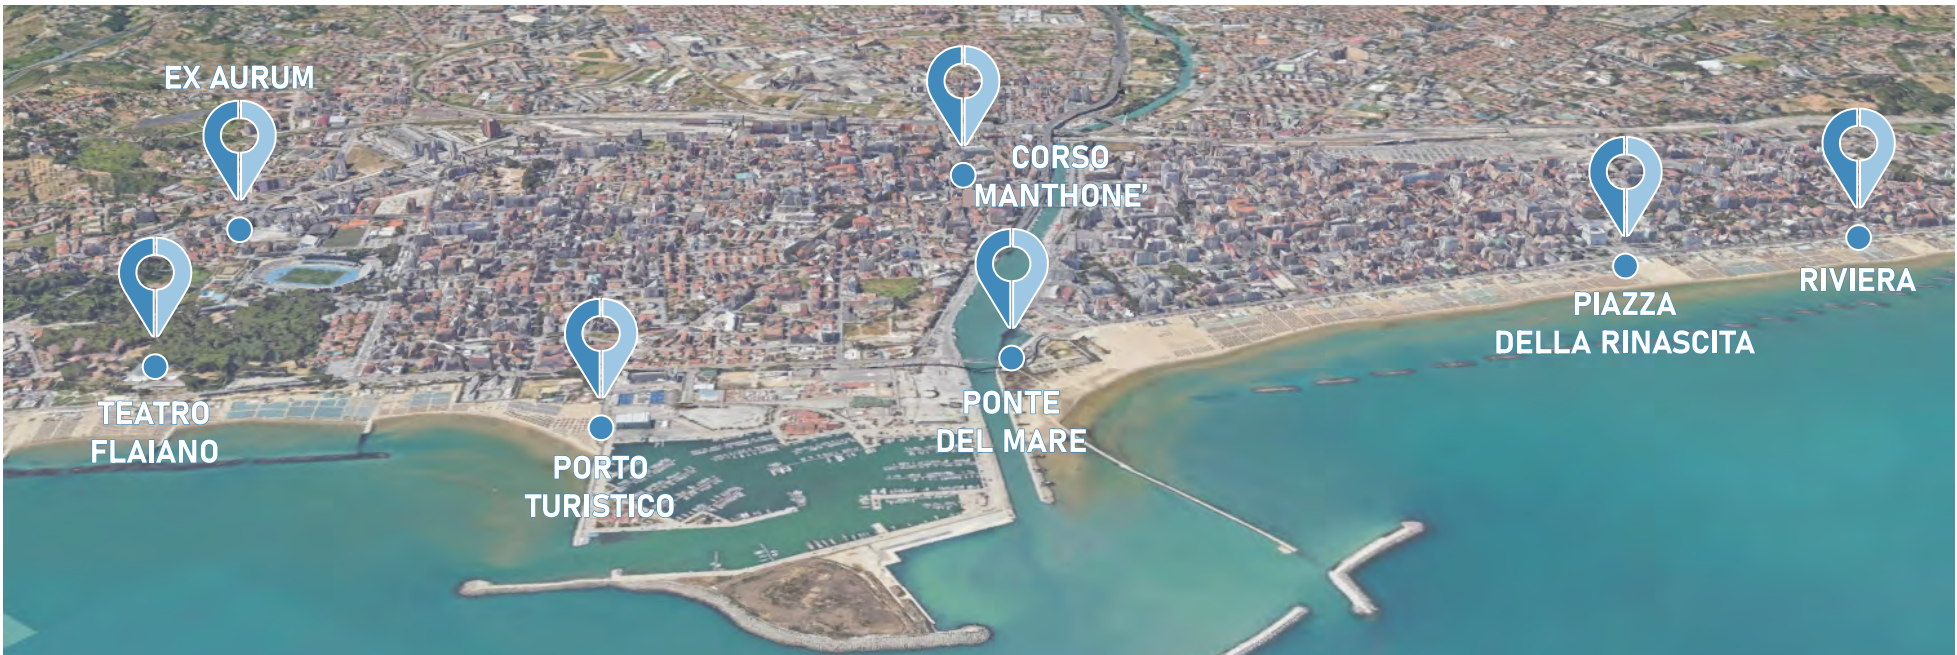 EX AURUM
CORSO
MANTHONE'
TEATRO
FLAIANO
PORTO
TURISTICO
PONTE
DEL MARE
PIAZZA
DELLA RINASCITA
RIVIERA